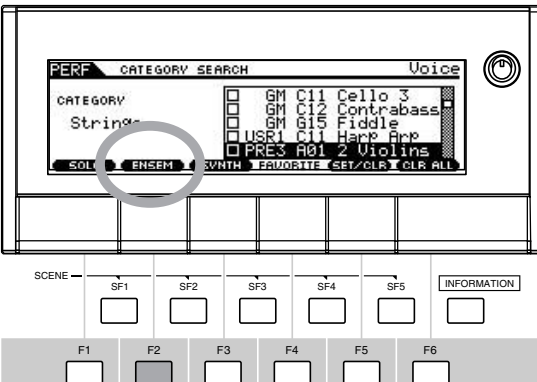 PERF CATEGORY SEARCH Voice
CATEGORY
Strings
GM C11 Cello 3
GM C12 Contrabass
GM G15 Fiddle
USR1 C11 Harp Arp
PRE3 A01 2 Violins
SOLO ENSEM SYNTH FAVORITE SET/CLR CLR ALL
SCENE
SF1 SF2 SF3 SF4 SF5 INFORMATION
F1 F2 F3 F4 F5 F6